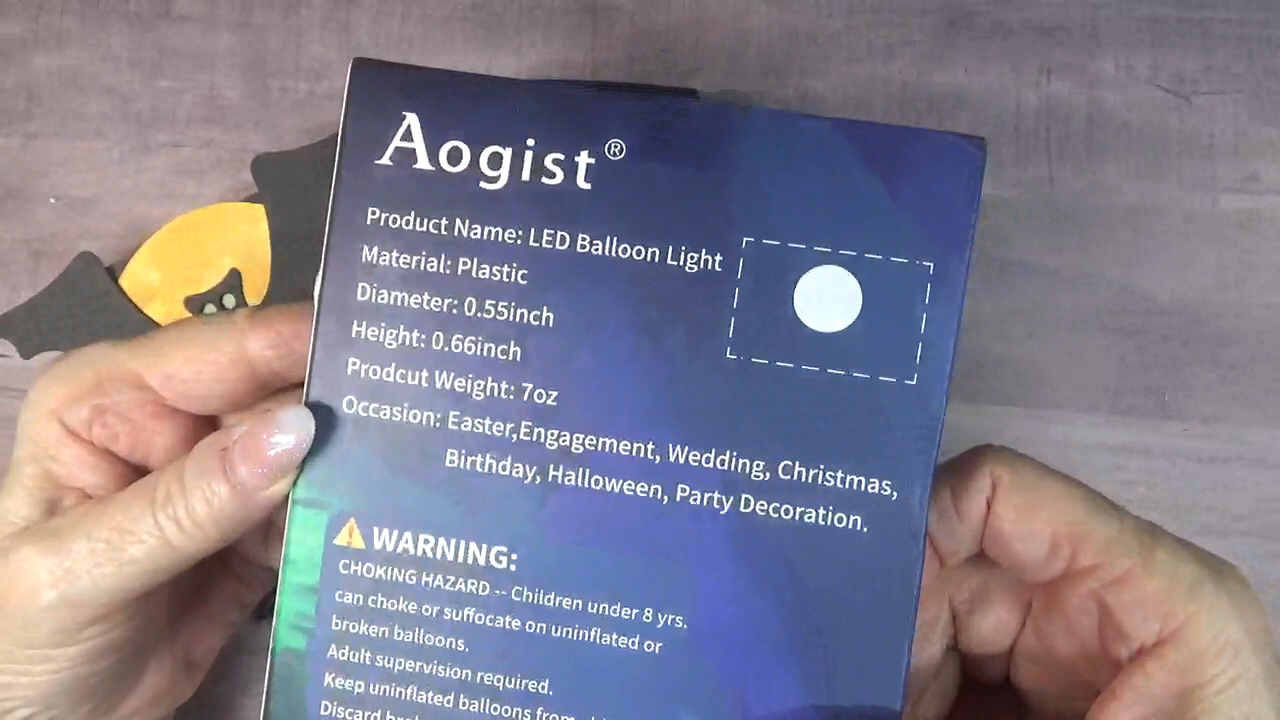 Aogist®
Product Name: LED Balloon Light
Material: Plastic
Diameter: 0.55inch
Height: 0.66inch
Prodcut Weight: 7oz
Occasion: Easter,Engagement, Wedding, Christmas,
Birthday, Halloween, Party Decoration.
WARNING:
CHOKING HAZARD -- Children under 8 yrs.
can choke or suffocate on uninflated or
broken balloons.
Adult supervision required.
Keep uninflated balloons from
Discard